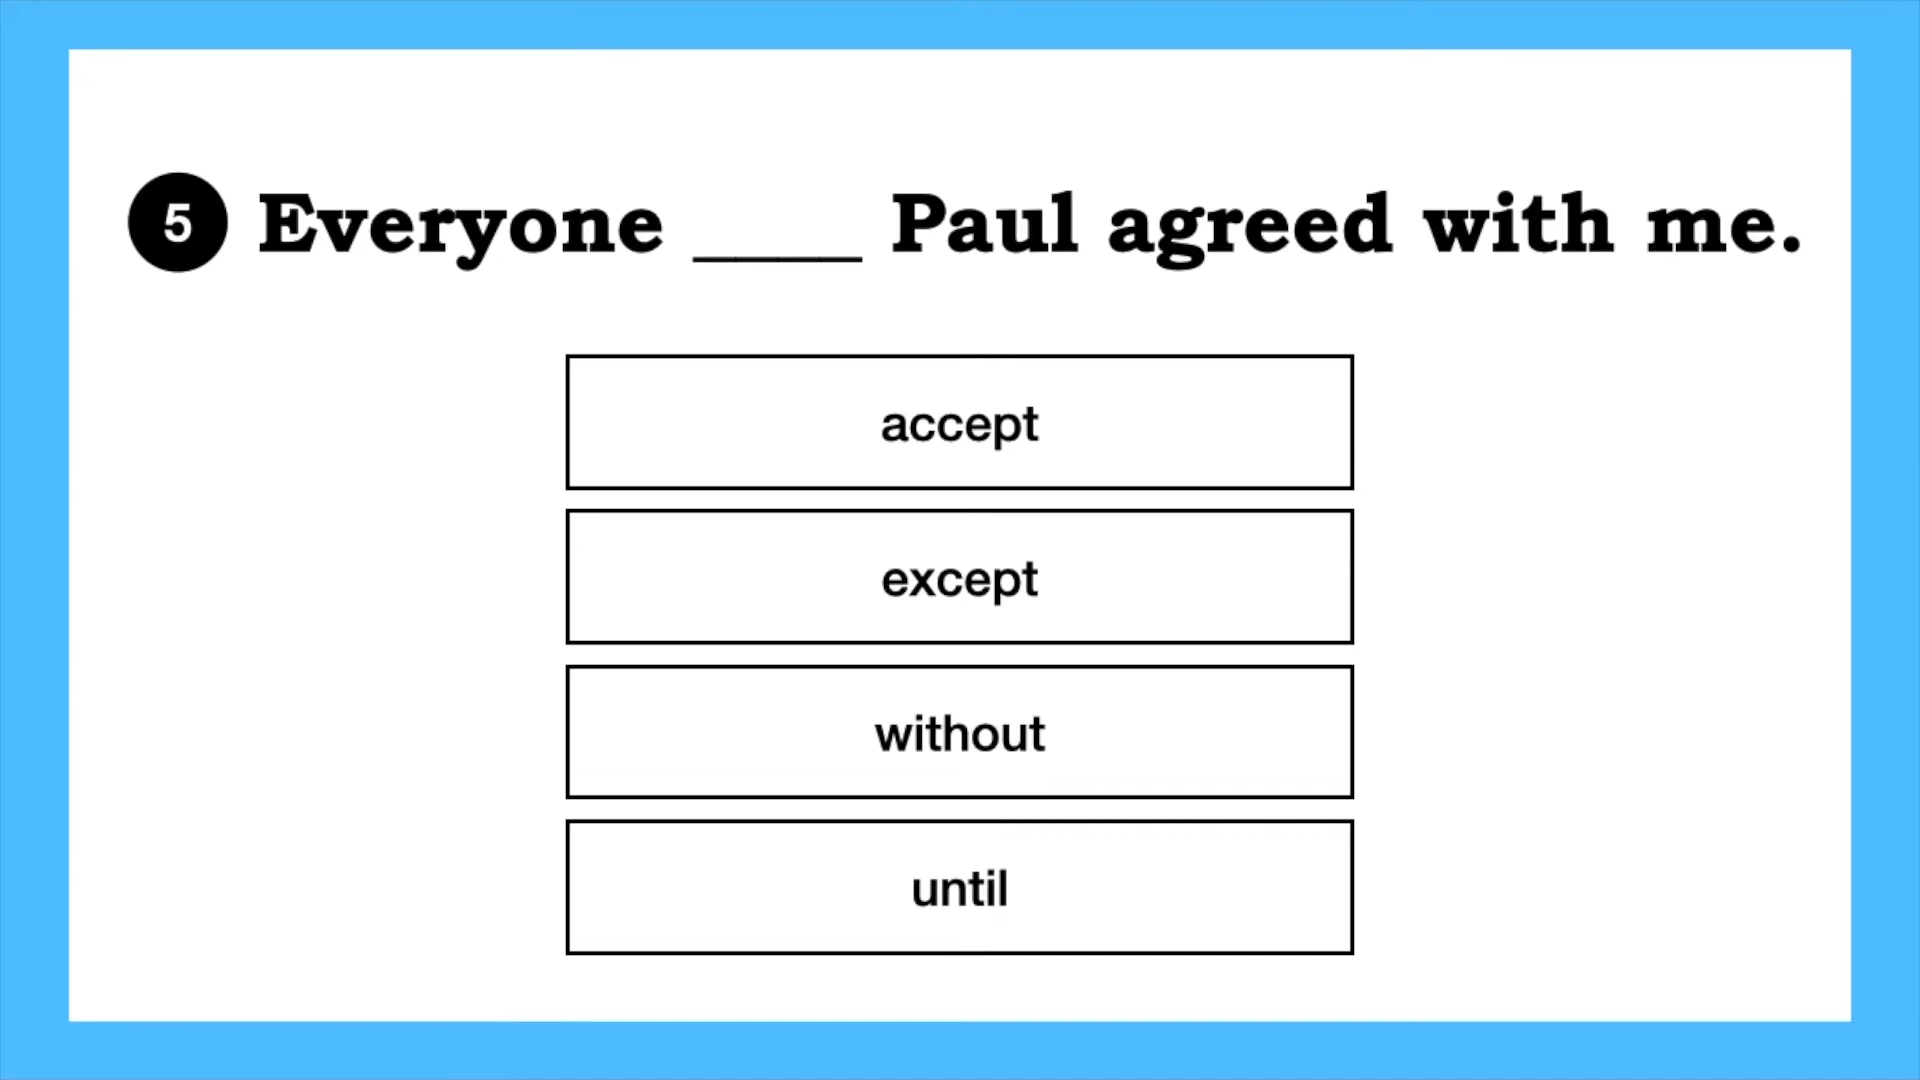 5 Everyone ____ Paul agreed with me.
accept
except
without
until